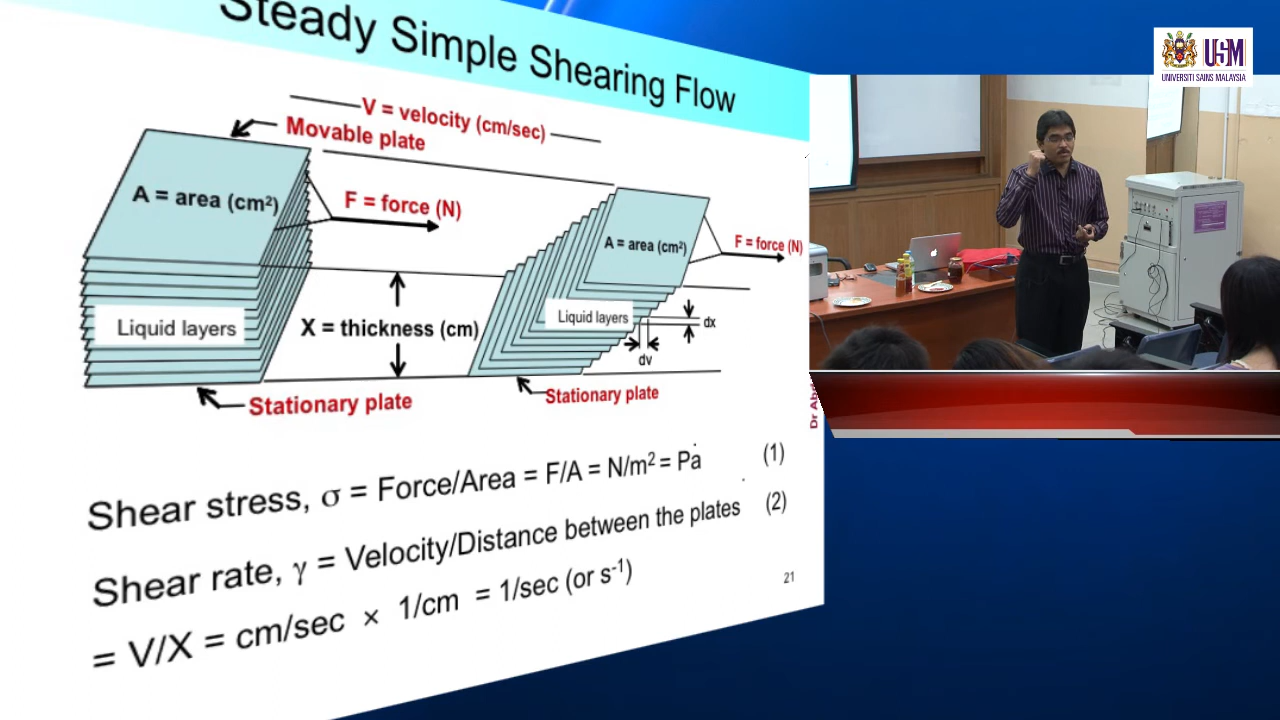 Steady Simple Shearing Flow
V = velocity (cm/sec)
Movable plate
A = area (cm²)
F = force (N)
A = area (cm²)
F = force (N)
Liquid layers
X = thickness (cm)
Liquid layers
dx
dv
Stationary plate
Stationary plate
Shear stress, σ = Force/Area = F/A = N/m² = Pa (1)
Shear rate, γ = Velocity/Distance between the plates (2)
= V/X = cm/sec × 1/cm = 1/sec (or s⁻¹)
21
Dr Ab
USM
UNIVERSITI SAINS MALAYSIA